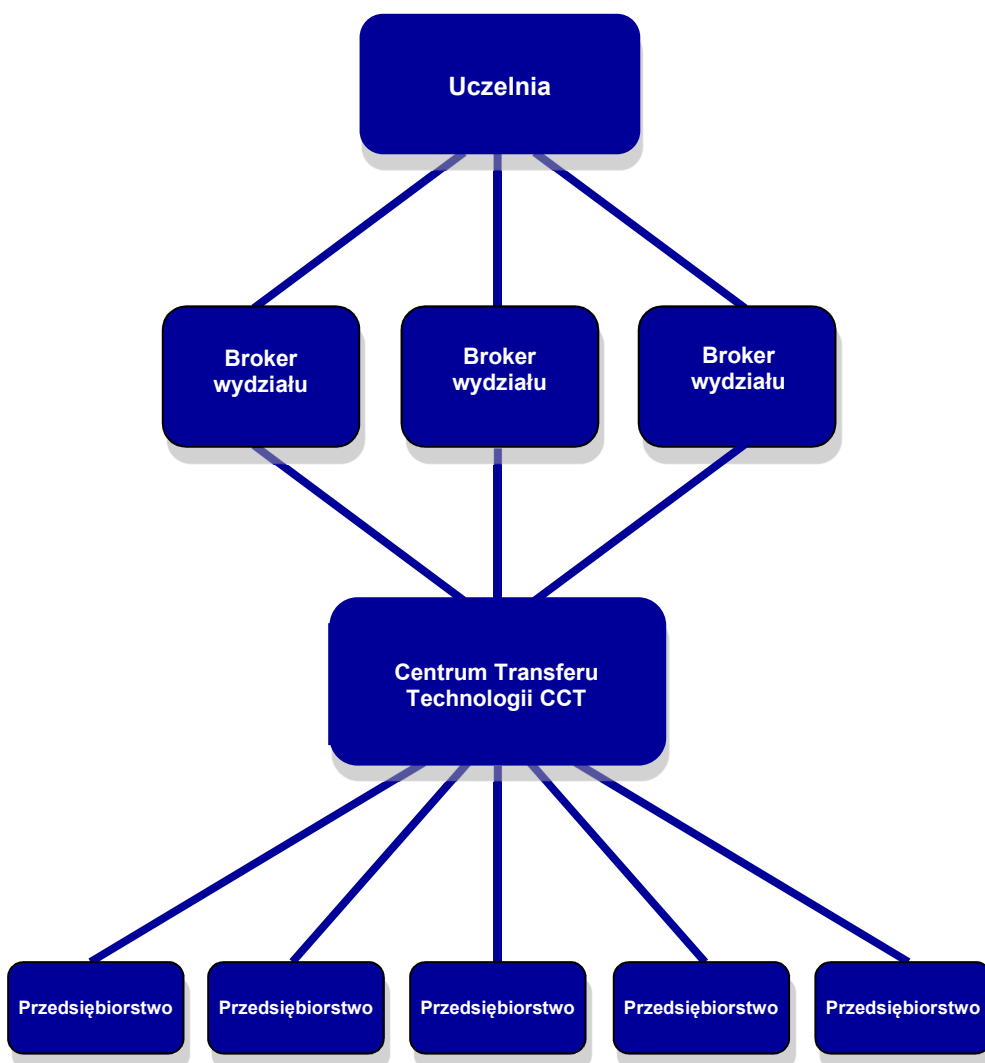 Uczelnia
Broker
wydziału
Broker
wydziału
Broker
wydziału
Centrum Transferu
Technologii CCT
Przedsiębiorstwo
Przedsiębiorstwo
Przedsiębiorstwo
Przedsiębiorstwo
Przedsiębiorstwo